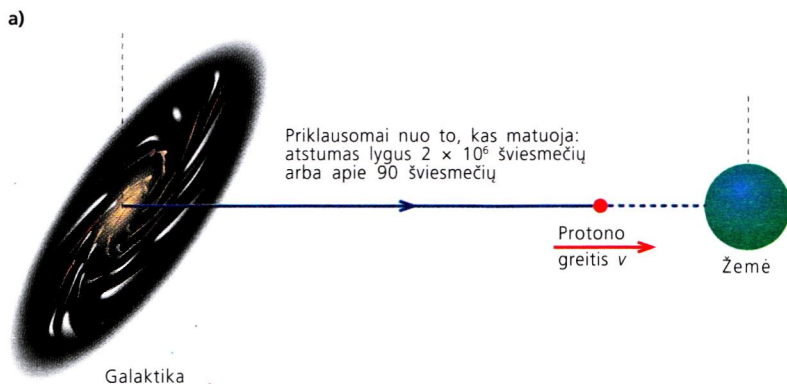 a)
Priklausomai nuo to, kas matuoja:
atstumas lygus 2 × 10⁶ šviesmečių
arba apie 90 šviesmečių
Protono
greitis v
Žemė
Galaktika